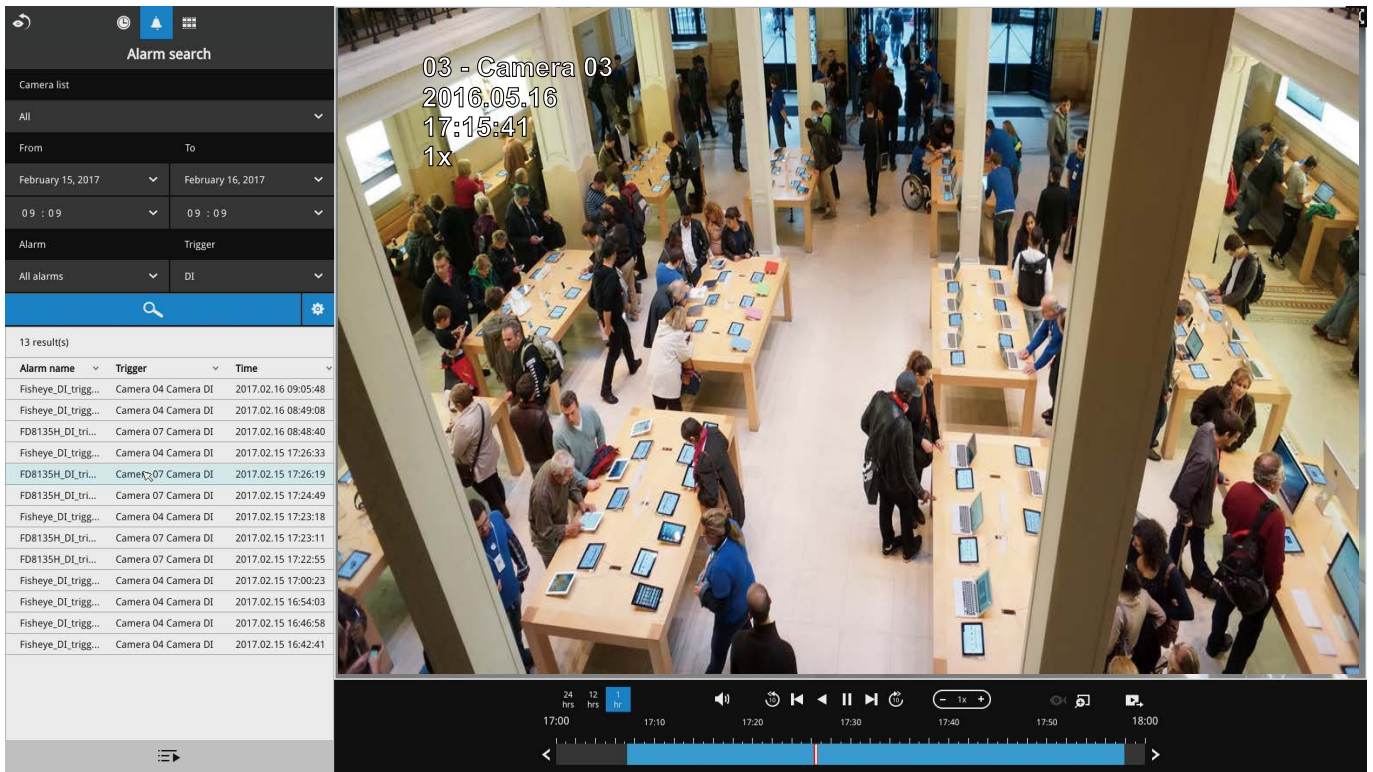 Alarm search
Camera list
All
From To
February 15, 2017 February 16, 2017
09 : 09 09 : 09
Alarm Trigger
All alarms DI
13 result(s)
Alarm name Trigger Time
Fisheye_DI_trigg... Camera 04 Camera DI 2017.02.16 09:05:48
Fisheye_DI_trigg... Camera 04 Camera DI 2017.02.16 08:49:08
FD8135H_DI_tri... Camera 07 Camera DI 2017.02.16 08:48:40
Fisheye_DI_trigg... Camera 04 Camera DI 2017.02.15 17:26:33
FD8135H_DI_tri... Camera 07 Camera DI 2017.02.15 17:26:19
FD8135H_DI_tri... Camera 07 Camera DI 2017.02.15 17:24:49
Fisheye_DI_trigg... Camera 04 Camera DI 2017.02.15 17:23:18
FD8135H_DI_tri... Camera 07 Camera DI 2017.02.15 17:23:11
FD8135H_DI_tri... Camera 07 Camera DI 2017.02.15 17:22:55
Fisheye_DI_trigg... Camera 04 Camera DI 2017.02.15 17:00:23
Fisheye_DI_trigg... Camera 04 Camera DI 2017.02.15 16:54:03
Fisheye_DI_trigg... Camera 04 Camera DI 2017.02.15 16:46:58
Fisheye_DI_trigg... Camera 04 Camera DI 2017.02.15 16:42:41
03 - Camera 03
2016.05.16
17:15:41
1x
24 12 1
hrs hrs hr
10 10 - 1x +
17:00 17:10 17:20 17:30 17:40 17:50 18:00